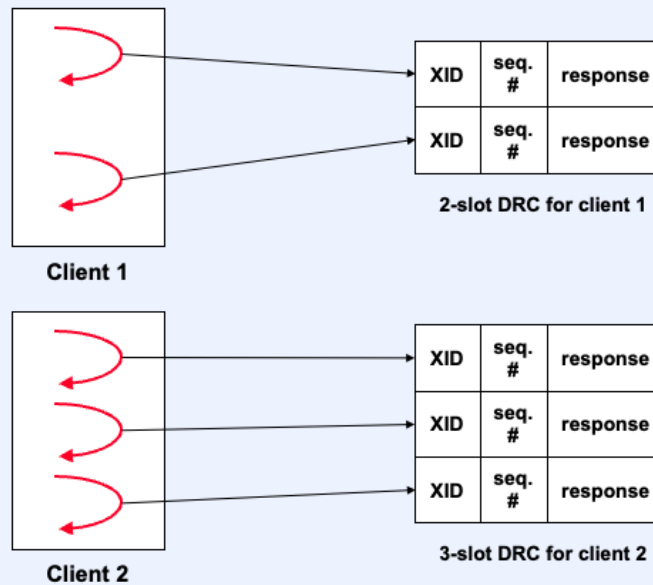 XID seq. # response
XID seq. # response
2-slot DRC for client 1
Client 1
XID seq. # response
XID seq. # response
XID seq. # response
3-slot DRC for client 2
Client 2